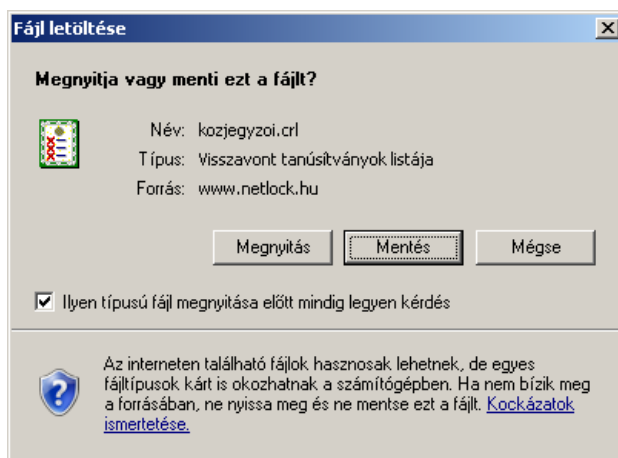 Fájl letöltése
Megnyitja vagy menti ezt a fájlt?
Név: kozjegyzoi.crl
Típus: Visszavont tanúsítványok listája
Forrás: www.netlock.hu
Megnyitás Mentés Mégse
Ilyen típusú fájl megnyitása előtt mindig legyen kérdés
Az interneten található fájlok hasznosak lehetnek, de egyes
fájltípusok kárt is okozhatnak a számítógépben. Ha nem bízik meg
a forrásában, ne nyissa meg és ne mentse ezt a fájlt. Kockázatok
ismertetése.